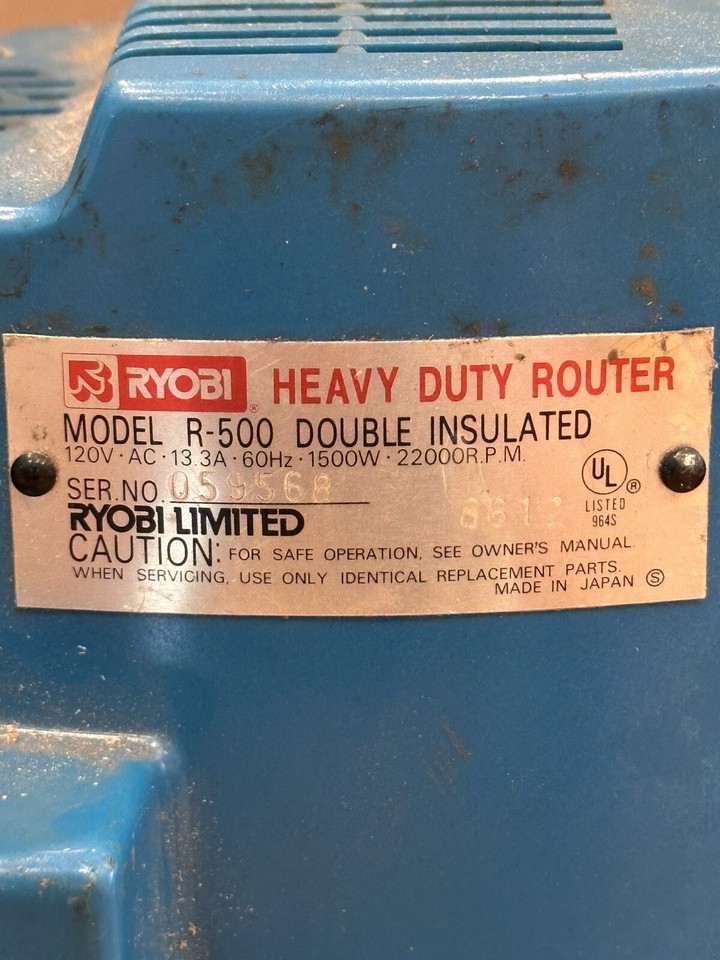 RYOBI® HEAVY DUTY ROUTER
MODEL R-500 DOUBLE INSULATED
120V·AC·13.3A·60Hz·1500W·22000R.P.M.
SER.NO. 059568
UL®
LISTED
964S
RYOBI LIMITED 8612
CAUTION: FOR SAFE OPERATION, SEE OWNER'S MANUAL.
WHEN SERVICING, USE ONLY IDENTICAL REPLACEMENT PARTS.
MADE IN JAPAN Ⓢ